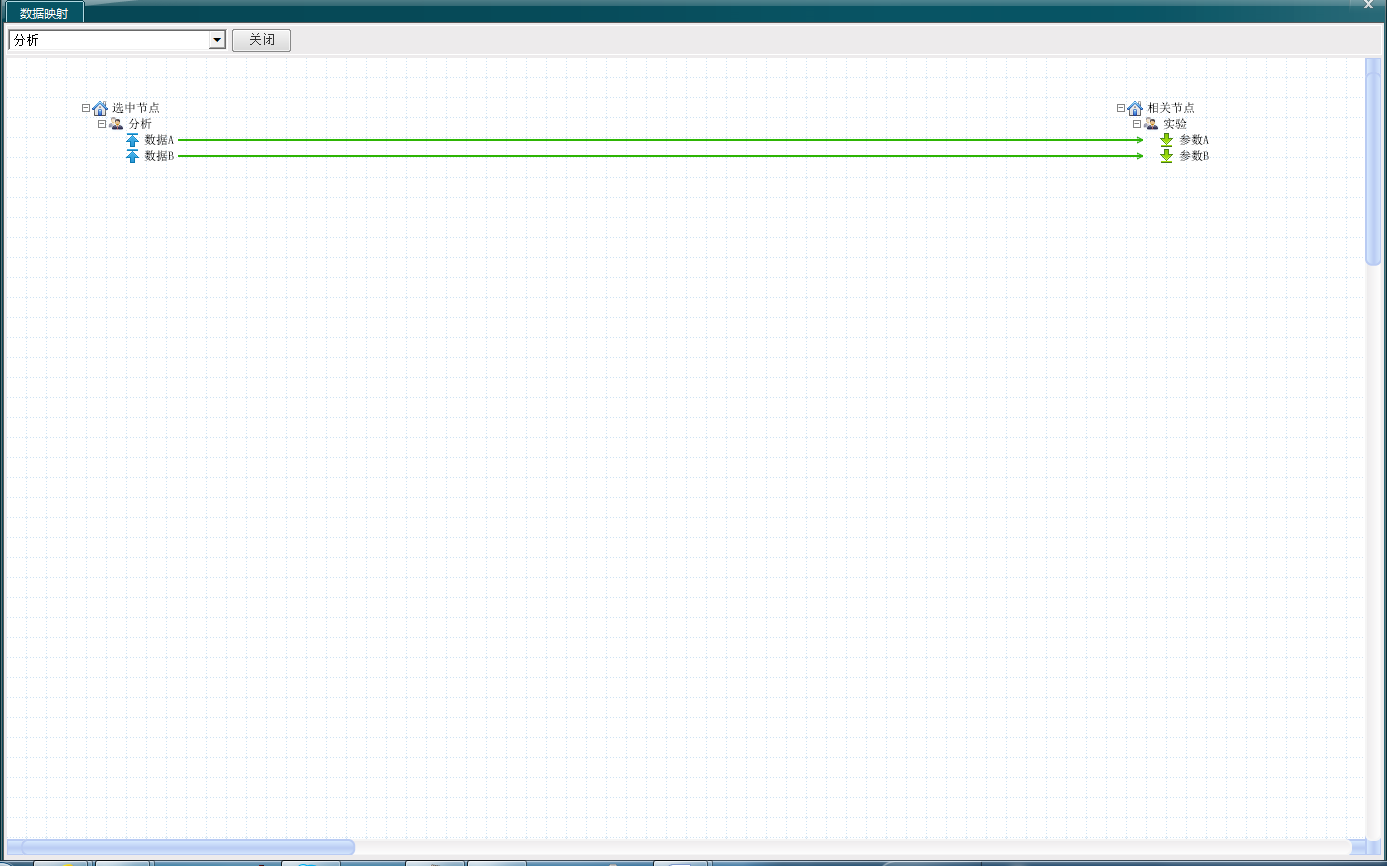 数据映射
分析 关闭
选中节点 相关节点
分析 实验
数据A 参数A
数据B 参数B